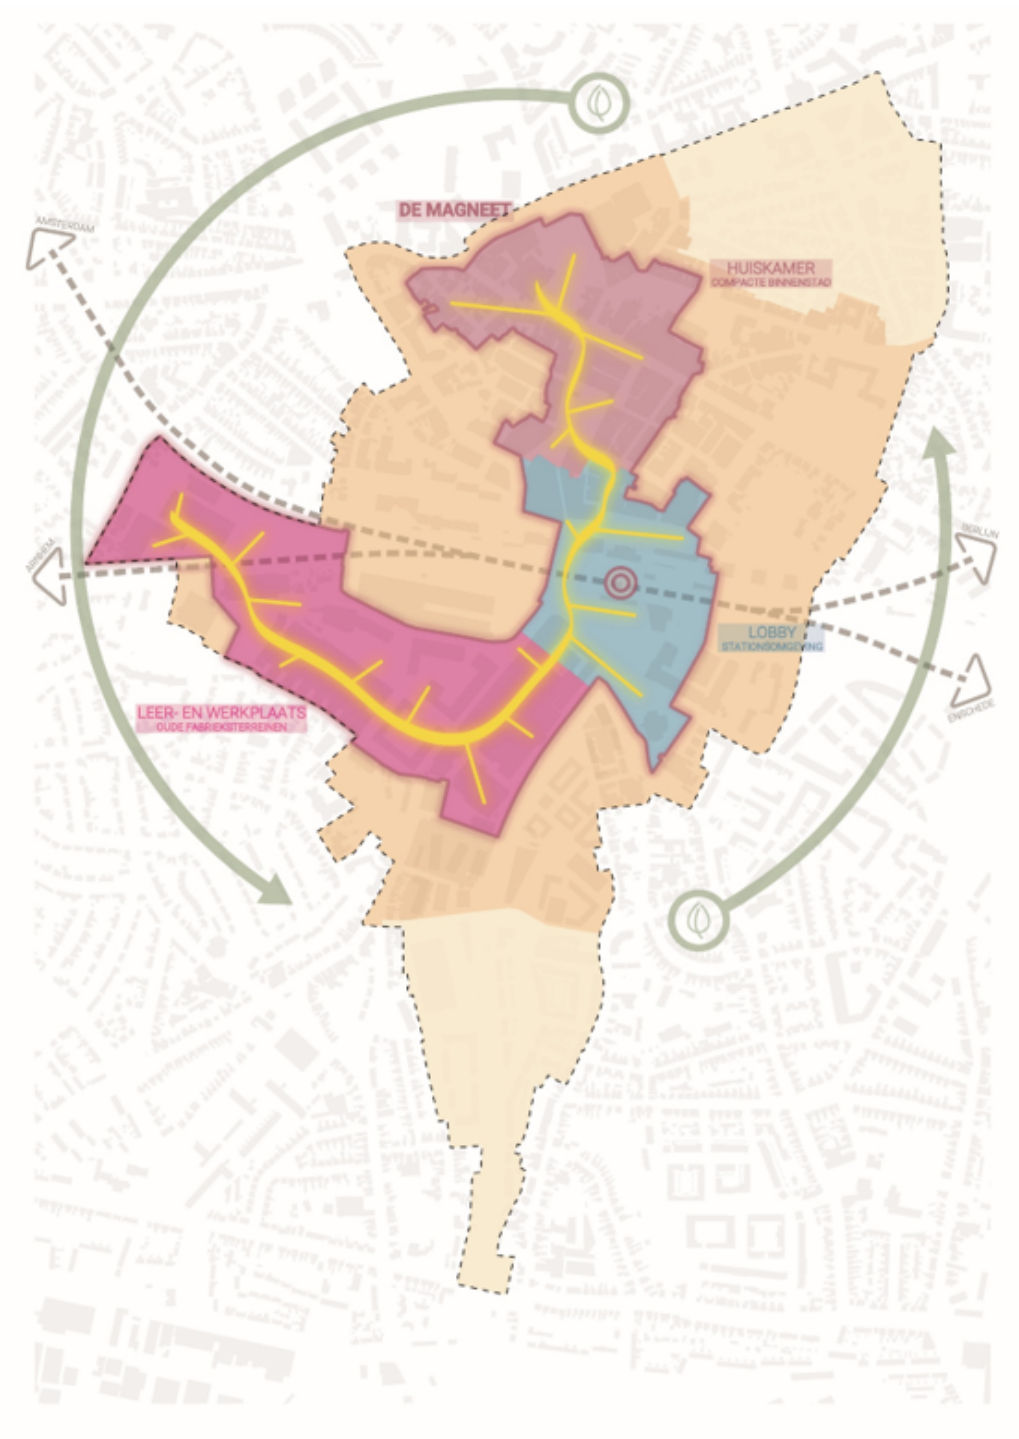 AMSTERDAM
DE MAGNEET
HUISKAMER
COMPACTE BINNENSTAD
ARNHEM
BERLIJN
LOBBY
STATIONSOMGEVING
ENSCHEDE
LEER- EN WERKPLAATS
OUDE FABRIEKSTERREINEN